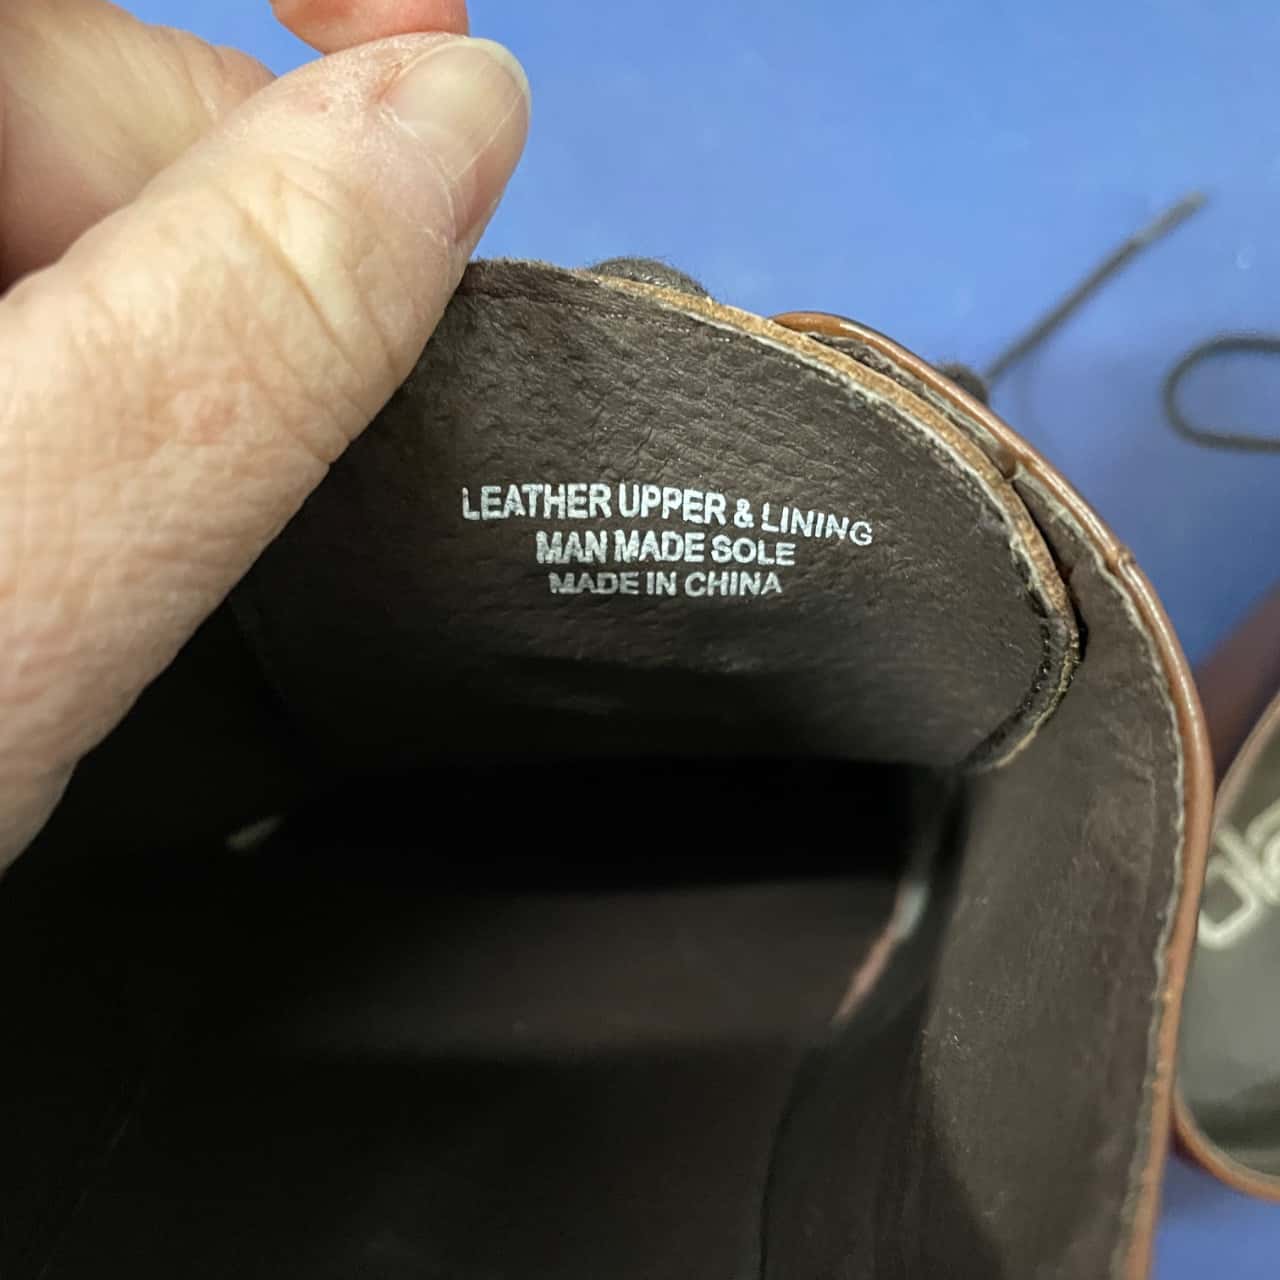 LEATHER UPPER & LINING
MAN MADE SOLE
MADE IN CHINA